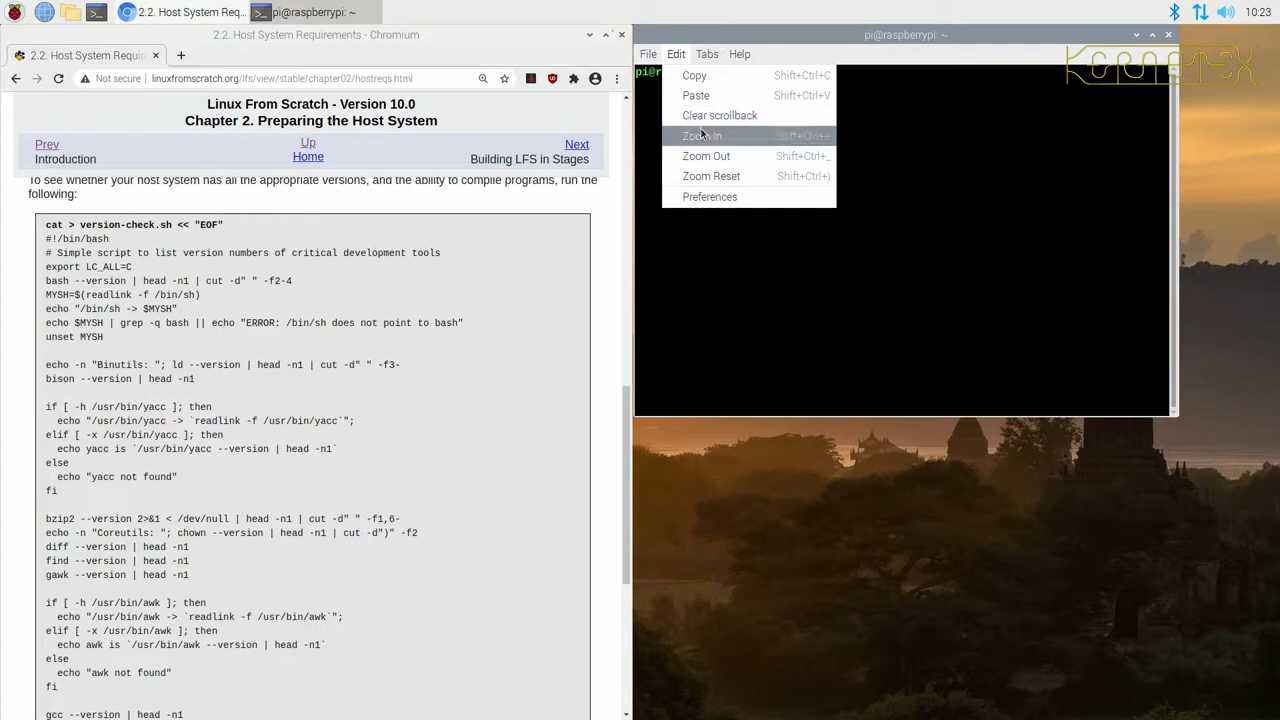 2.2. Host System Req...
pi@raspberrypi: ~
10:23
2.2. Host System Requirements - Chromium
2.2. Host System Requirem
Not secure | linuxfromscratch.org/lfs/view/stable/chapter02/hostreqs.html
Linux From Scratch - Version 10.0
Chapter 2. Preparing the Host System
Prev
Up
Next
Introduction
Home
Building LFS in Stages
To see whether your host system has all the appropriate versions, and the ability to compile programs, run the
following:
cat > version-check.sh << "EOF"
#!/bin/bash
# Simple script to list version numbers of critical development tools
export LC_ALL=C
bash --version | head -n1 | cut -d" " -f2-4
MYSH=$(readlink -f /bin/sh)
echo "/bin/sh -> $MYSH"
echo $MYSH | grep -q bash || echo "ERROR: /bin/sh does not point to bash"
unset MYSH
echo -n "Binutils: "; ld --version | head -n1 | cut -d" " -f3-
bison --version | head -n1
if [ -h /usr/bin/yacc ]; then
echo "/usr/bin/yacc -> `readlink -f /usr/bin/yacc`";
elif [ -x /usr/bin/yacc ]; then
echo yacc is `/usr/bin/yacc --version | head -n1`
else
echo "yacc not found"
fi
bzip2 --version 2>&1 < /dev/null | head -n1 | cut -d" " -f1,6-
echo -n "Coreutils: "; chown --version | head -n1 | cut -d")" -f2
diff --version | head -n1
find --version | head -n1
gawk --version | head -n1
if [ -h /usr/bin/awk ]; then
echo "/usr/bin/awk -> `readlink -f /usr/bin/awk`";
elif [ -x /usr/bin/awk ]; then
echo awk is `/usr/bin/awk --version | head -n1`
else
echo "awk not found"
fi
gcc --version | head -n1
pi@raspberrypi: ~
File Edit Tabs Help
pi@r
Copy Shift+Ctrl+C
Paste Shift+Ctrl+V
Clear scrollback
Zoom In Shift+Ctrl++
Zoom Out Shift+Ctrl+_
Zoom Reset Shift+Ctrl+)
Preferences